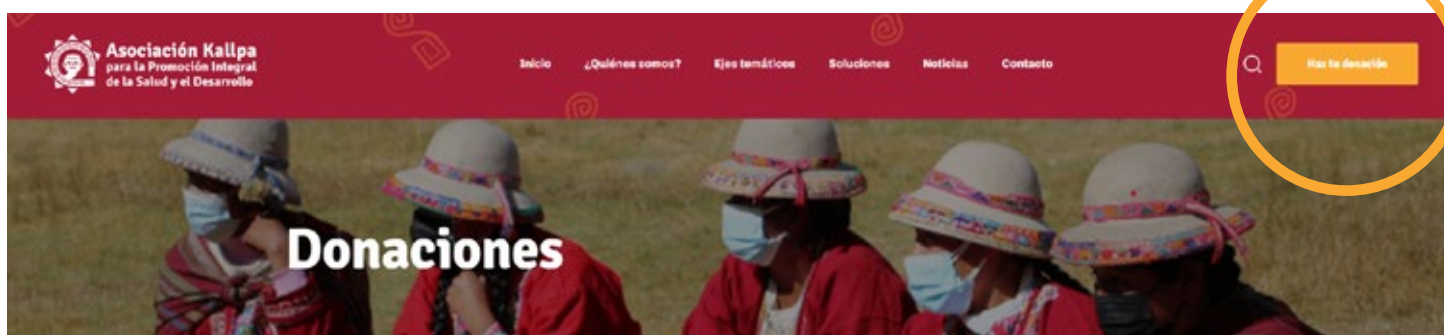 Asociación Kallpa
para la Promoción Integral
de la Salud y el Desarrollo
Inicio ¿Quiénes somos? Ejes temáticos Soluciones Noticias Contacto
Haz tu donación
Donaciones